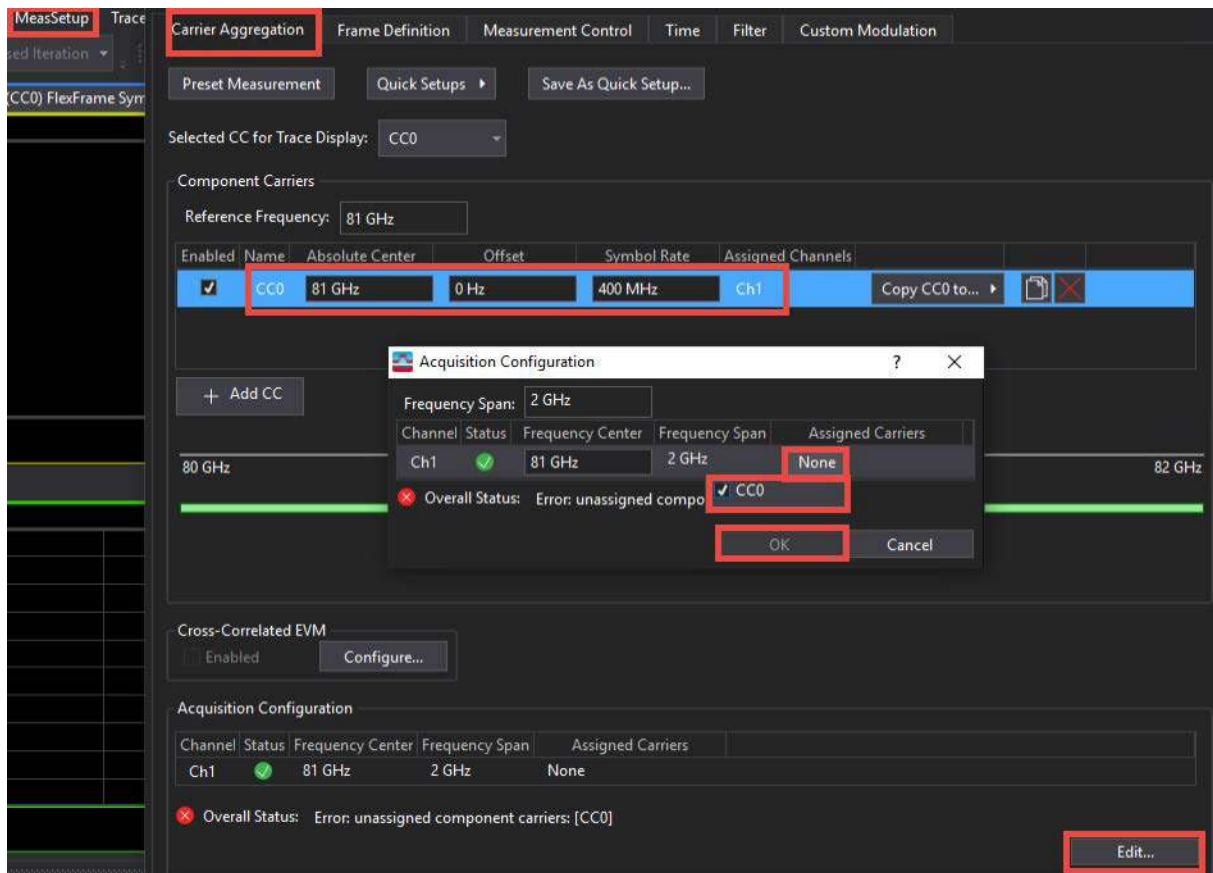 MeasSetup Trace
sed Iteration
(CC0) FlexFrame Sym
Carrier Aggregation Frame Definition Measurement Control Time Filter Custom Modulation
Preset Measurement Quick Setups Save As Quick Setup...
Selected CC for Trace Display: CC0
Component Carriers
Reference Frequency: 81 GHz
Enabled Name Absolute Center Offset Symbol Rate Assigned Channels
CC0 81 GHz 0 Hz 400 MHz Ch1 Copy CC0 to...
+ Add CC
Acquisition Configuration ? X
Frequency Span: 2 GHz
Channel Status Frequency Center Frequency Span Assigned Carriers
Ch1 81 GHz 2 GHz None
Overall Status: Error: unassigned compo
CC0
OK Cancel
80 GHz 82 GHz
Cross-Correlated EVM
Enabled Configure...
Acquisition Configuration
Channel Status Frequency Center Frequency Span Assigned Carriers
Ch1 81 GHz 2 GHz None
Overall Status: Error: unassigned component carriers: [CC0]
Edit...